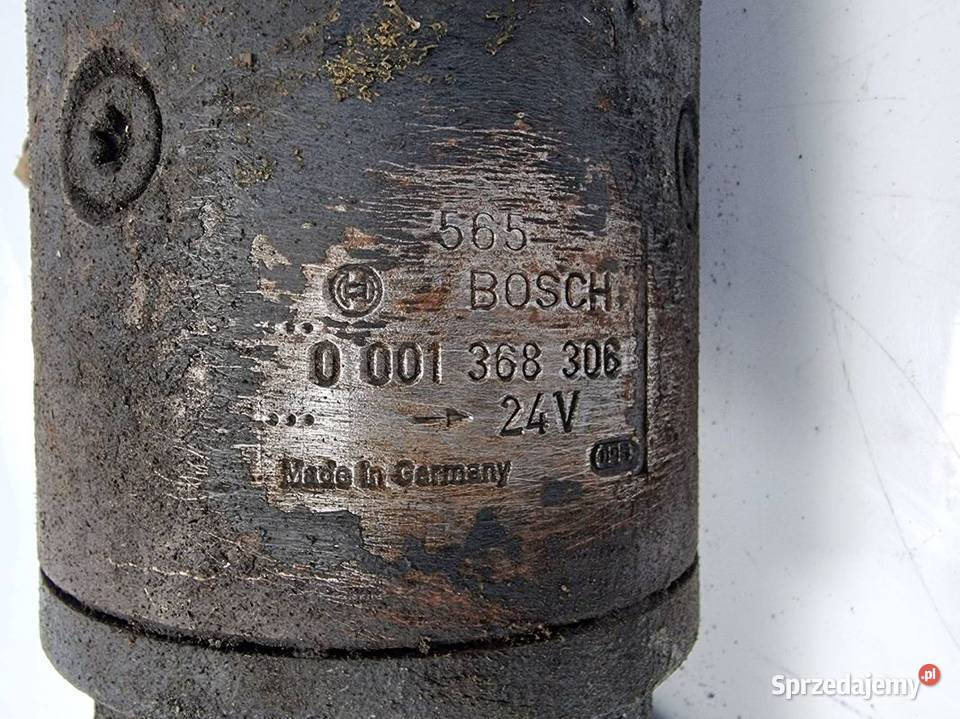 565
BOSCH
0 001 368 306
24V
Made in Germany
Sprzedajemy.pl